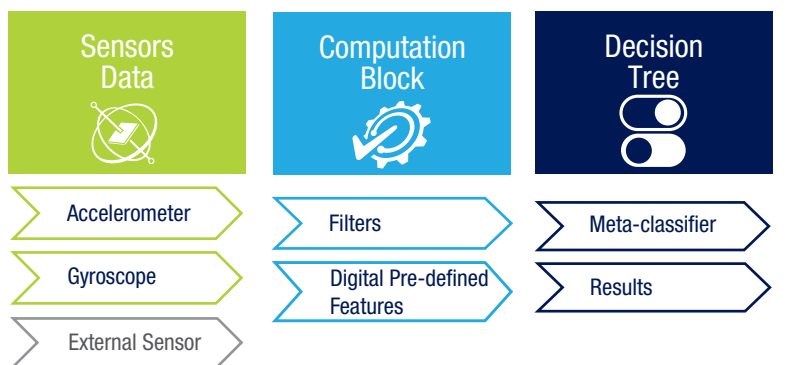 Sensors
Data
Computation
Block
Decision
Tree
Accelerometer
Gyroscope
External Sensor
Filters
Digital Pre-defined
Features
Meta-classifier
Results